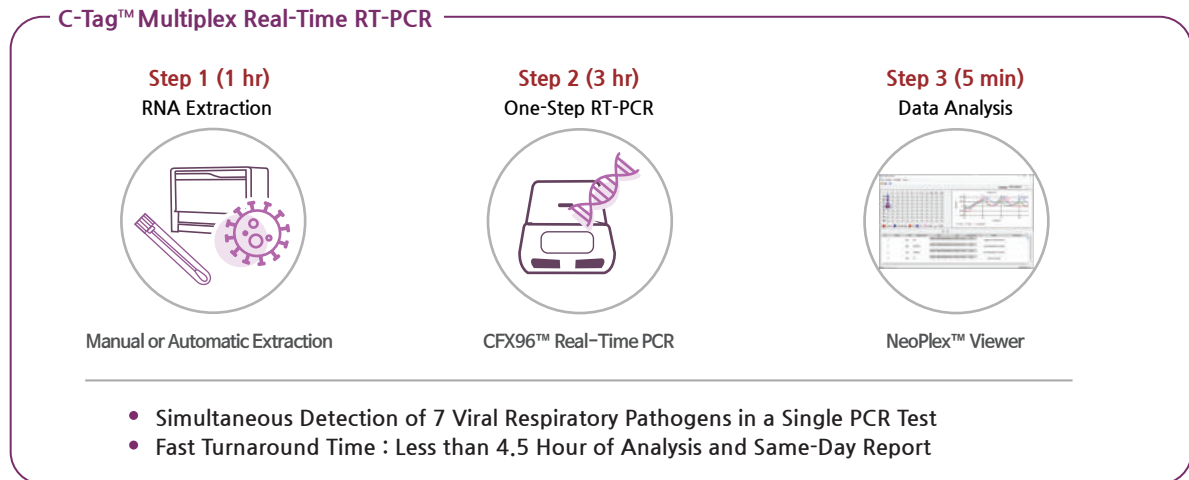 C-Tag™ Multiplex Real-Time RT-PCR
Step 1 (1 hr)
RNA Extraction
Manual or Automatic Extraction
Step 2 (3 hr)
One-Step RT-PCR
CFX96™ Real-Time PCR
Step 3 (5 min)
Data Analysis
NeoPlex™ Viewer
• Simultaneous Detection of 7 Viral Respiratory Pathogens in a Single PCR Test
• Fast Turnaround Time : Less than 4.5 Hour of Analysis and Same-Day Report